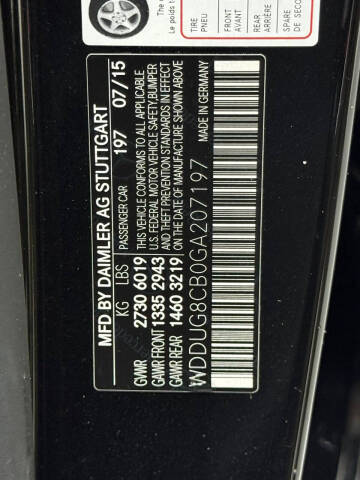 MFD BY DAIMLER AG STUTTGART
KG LBS PASSENGER CAR 197 07/15
GVWR 2730 6019 THIS VEHICLE CONFORMS TO ALL APPLICABLE
GAWR FRONT 1335 2943 U.S. FEDERAL MOTOR VEHICLE SAFETY,BUMPER
GAWR REAR 1460 3219 AND THEFT PREVENTION STANDARDS IN EFFECT
ON THE DATE OF MANUFACTURE SHOWN ABOVE
MADE IN GERMANY
WDDUG8CB0GA207197
TIRE
PNEU
FRONT
AVANT
REAR
ARRIÈRE
SPARE
DE SECO